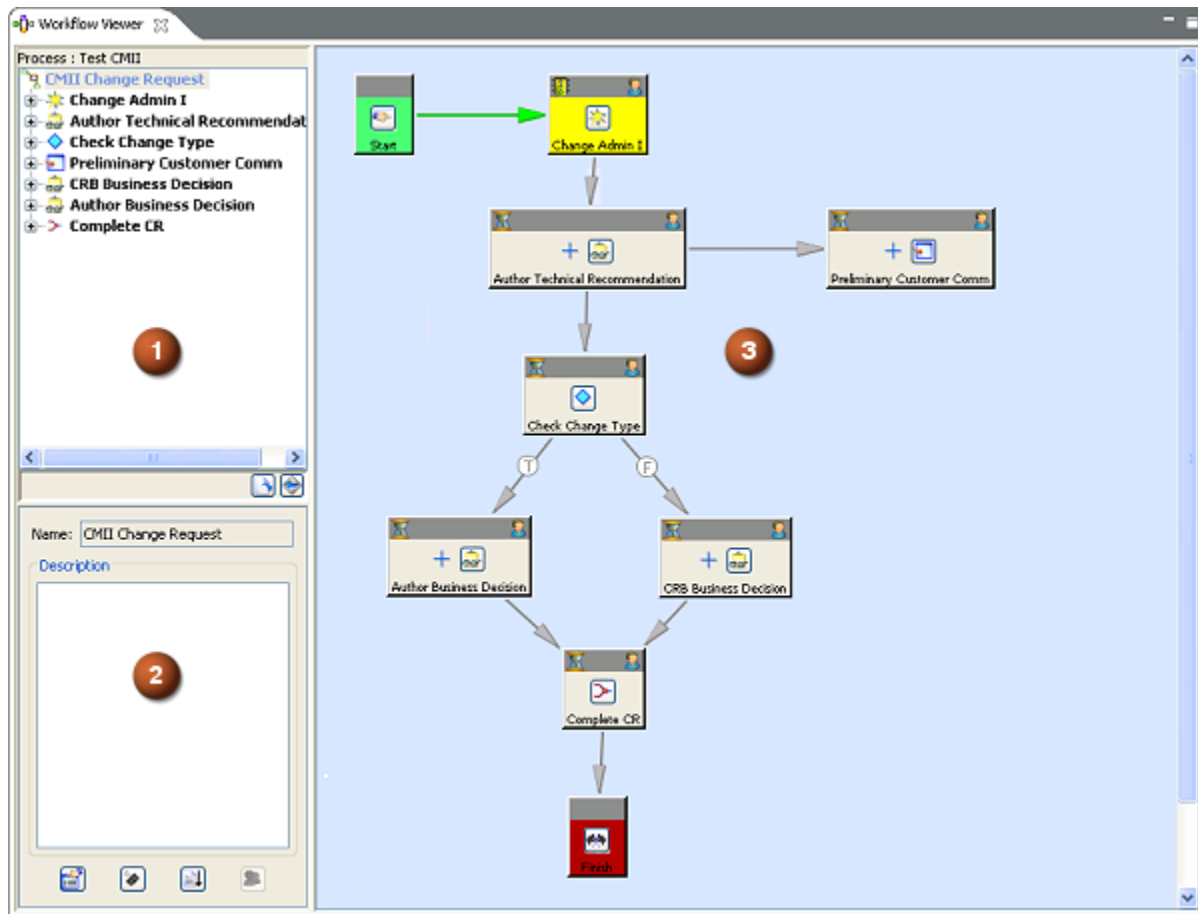 Workflow Viewer
Process : Test CMII
CMII Change Request
Change Admin I
Author Technical Recommendat
Check Change Type
Preliminary Customer Comm
CRB Business Decision
Author Business Decision
Complete CR
1
Name: CMII Change Request
Description
2
Start
Change Admin I
Author Technical Recommendation
Preliminary Customer Comm
3
Check Change Type
T
F
Author Business Decision
CRB Business Decision
Complete CR
Finish